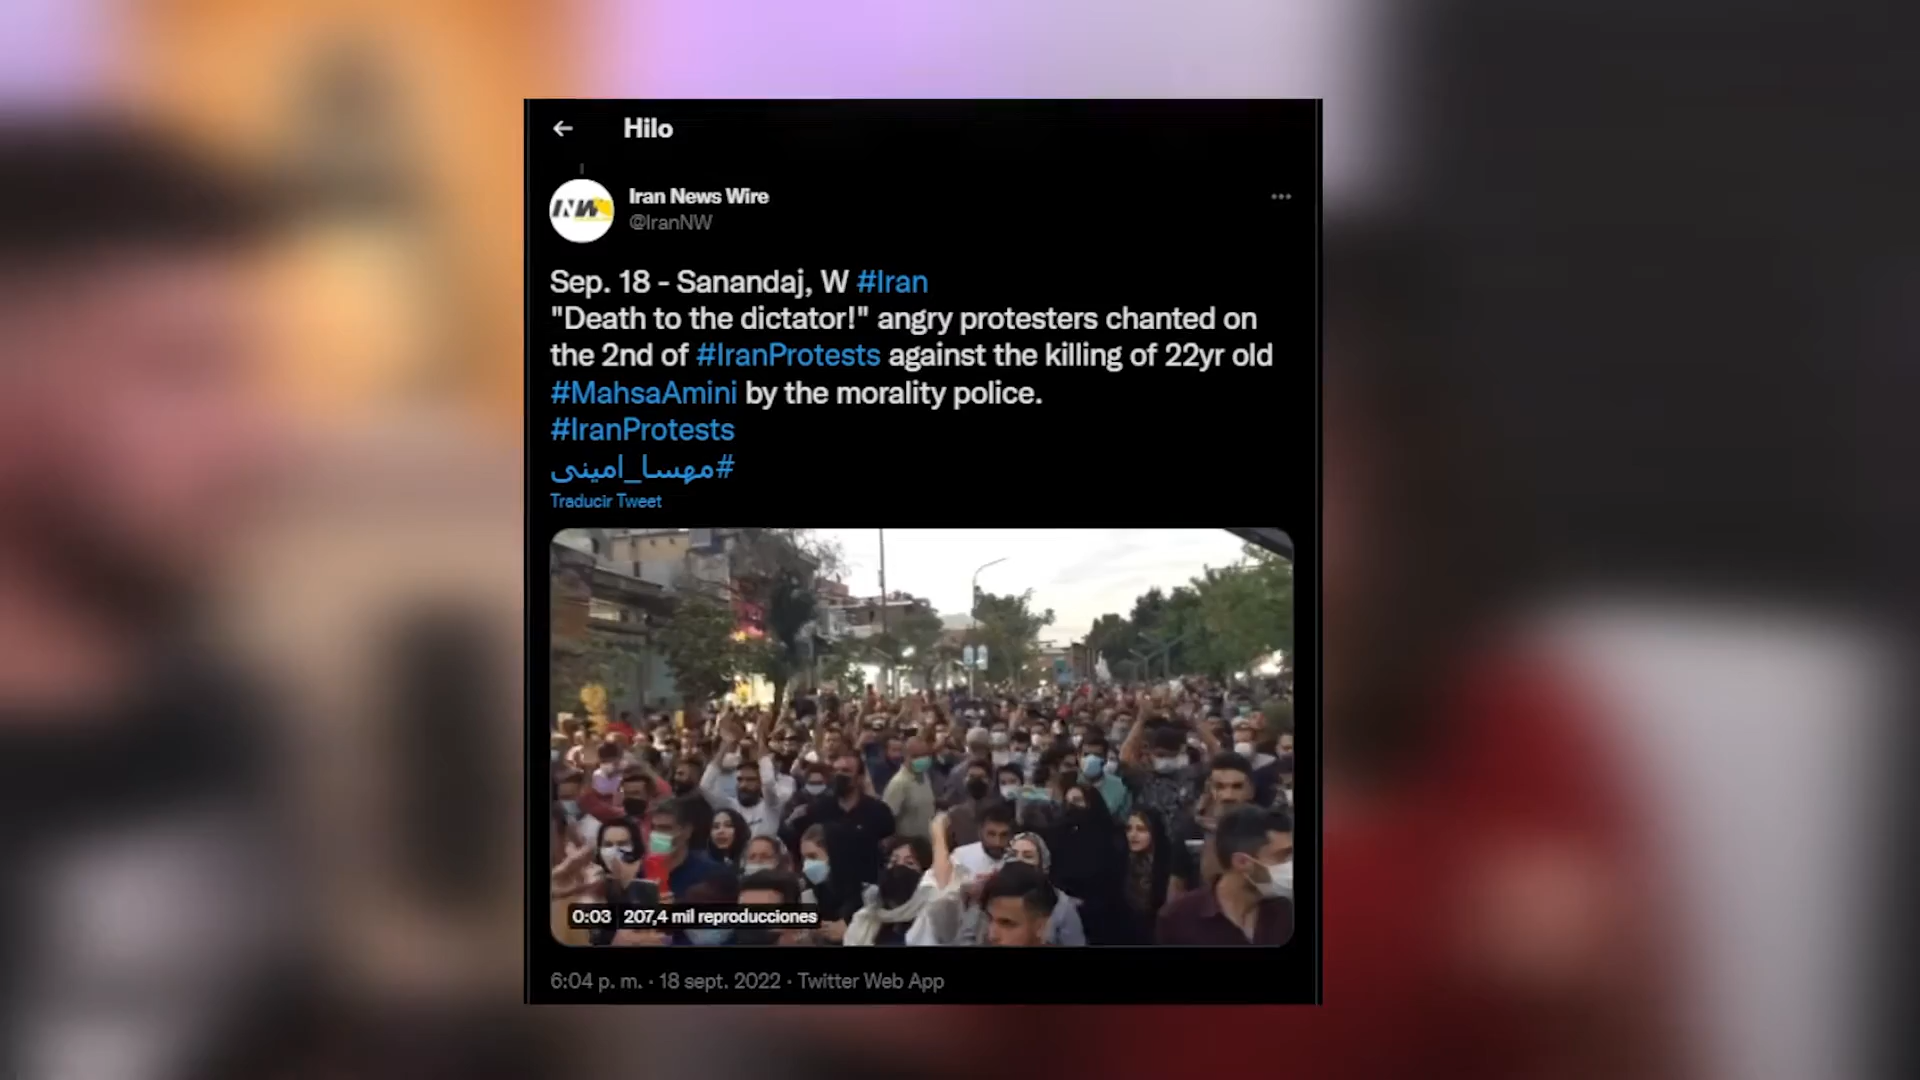 Hilo
NW
Iran News Wire
@IranNW
Sep. 18 - Sanandaj, W #Iran
"Death to the dictator!" angry protesters chanted on
the 2nd of #IranProtests against the killing of 22yr old
#MahsaAmini by the morality police.
#IranProtests
#مهسا_امینی
Traducir Tweet
0:03 207,4 mil reproducciones
6:04 p. m. · 18 sept. 2022 · Twitter Web App